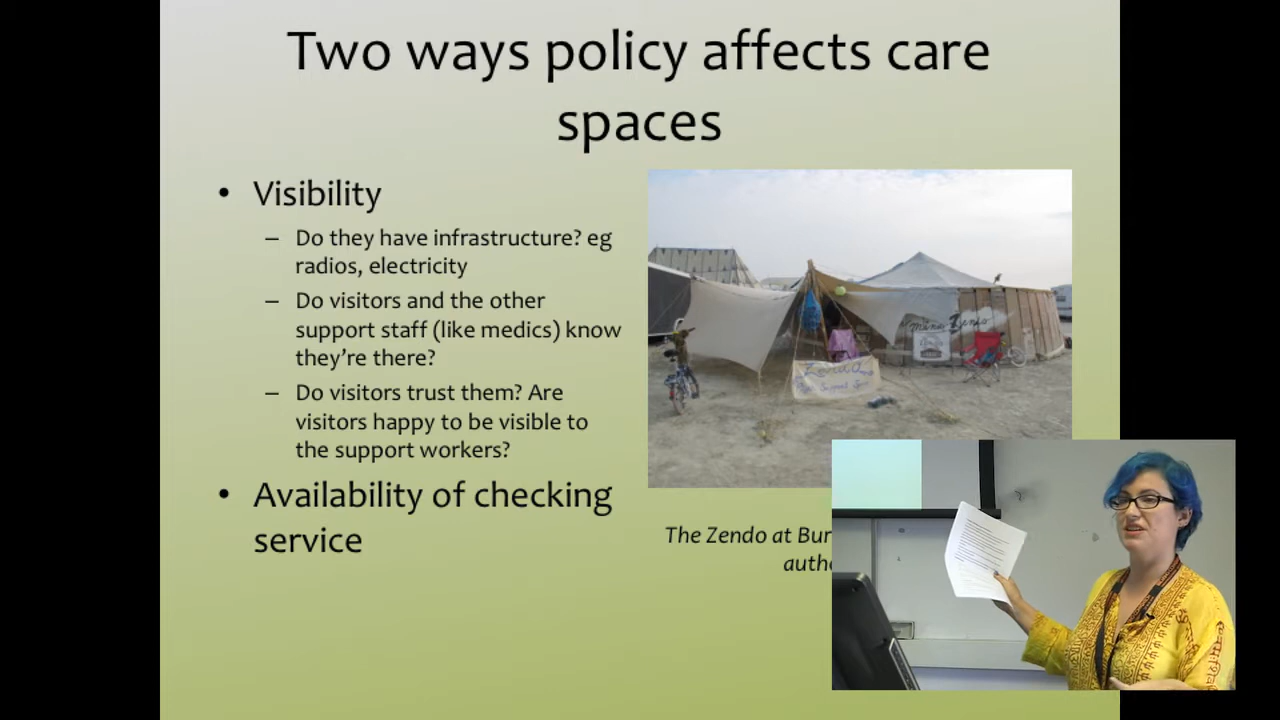 Two ways policy affects care
spaces
• Visibility
– Do they have infrastructure? eg
radios, electricity
– Do visitors and the other
support staff (like medics) know
they're there?
– Do visitors trust them? Are
visitors happy to be visible to
the support workers?
• Availability of checking
service
Zendo
The Zendo at Bur
autho